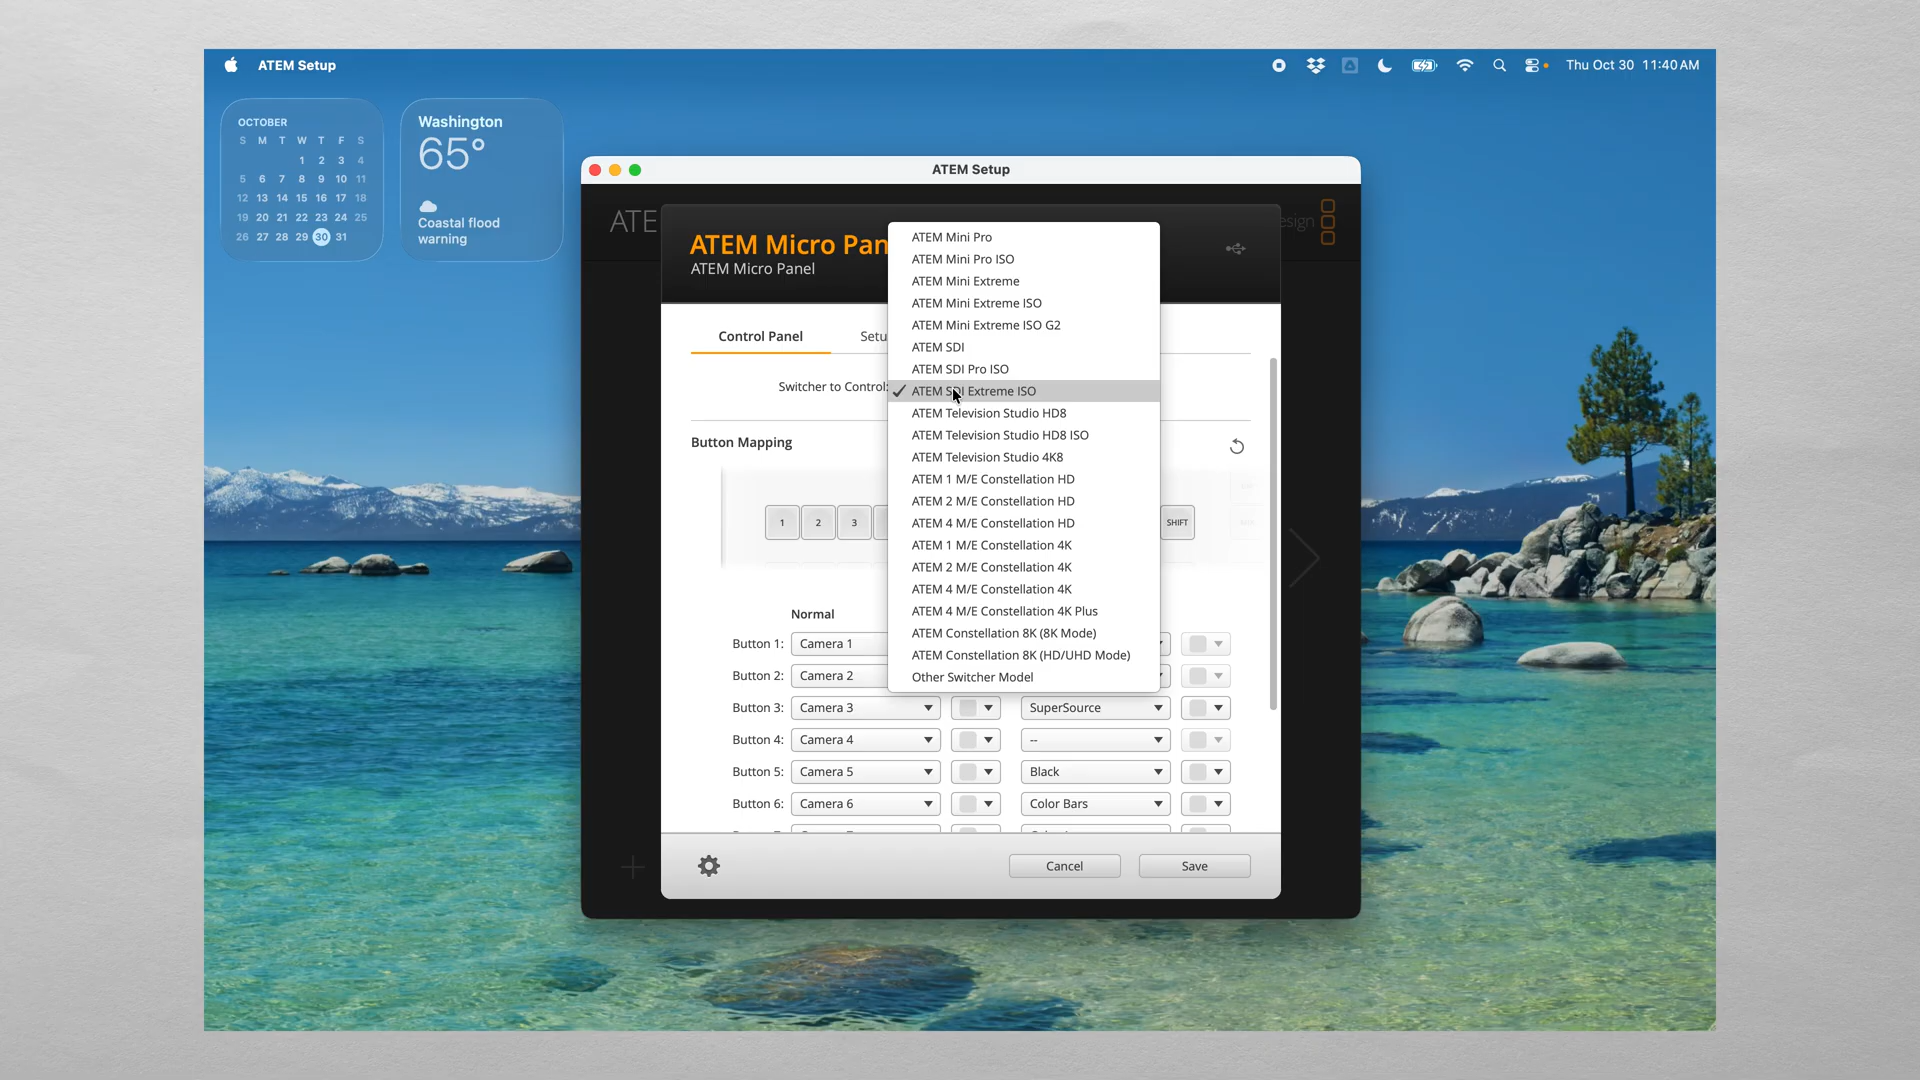 ATEM Setup
Thu Oct 30 11:40 AM
OCTOBER
S M T W T F S
1 2 3 4
5 6 7 8 9 10 11
12 13 14 15 16 17 18
19 20 21 22 23 24 25
26 27 28 29 30 31
Washington
65°
Coastal flood
warning
ATEM Setup
ATE
esign
ATEM Micro Pan
ATEM Micro Panel
Control Panel
Setu
Switcher to Control:
ATEM Mini Pro
ATEM Mini Pro ISO
ATEM Mini Extreme
ATEM Mini Extreme ISO
ATEM Mini Extreme ISO G2
ATEM SDI
ATEM SDI Pro ISO
✓ ATEM SDI Extreme ISO
ATEM Television Studio HD8
ATEM Television Studio HD8 ISO
ATEM Television Studio 4K8
ATEM 1 M/E Constellation HD
ATEM 2 M/E Constellation HD
ATEM 4 M/E Constellation HD
ATEM 1 M/E Constellation 4K
ATEM 2 M/E Constellation 4K
ATEM 4 M/E Constellation 4K
ATEM 4 M/E Constellation 4K Plus
ATEM Constellation 8K (8K Mode)
ATEM Constellation 8K (HD/UHD Mode)
Other Switcher Model
Button Mapping
1 2 3
SHIFT
Normal
Button 1: Camera 1
Button 2: Camera 2
Button 3: Camera 3 SuperSource
Button 4: Camera 4 --
Button 5: Camera 5 Black
Button 6: Camera 6 Color Bars
Cancel Save